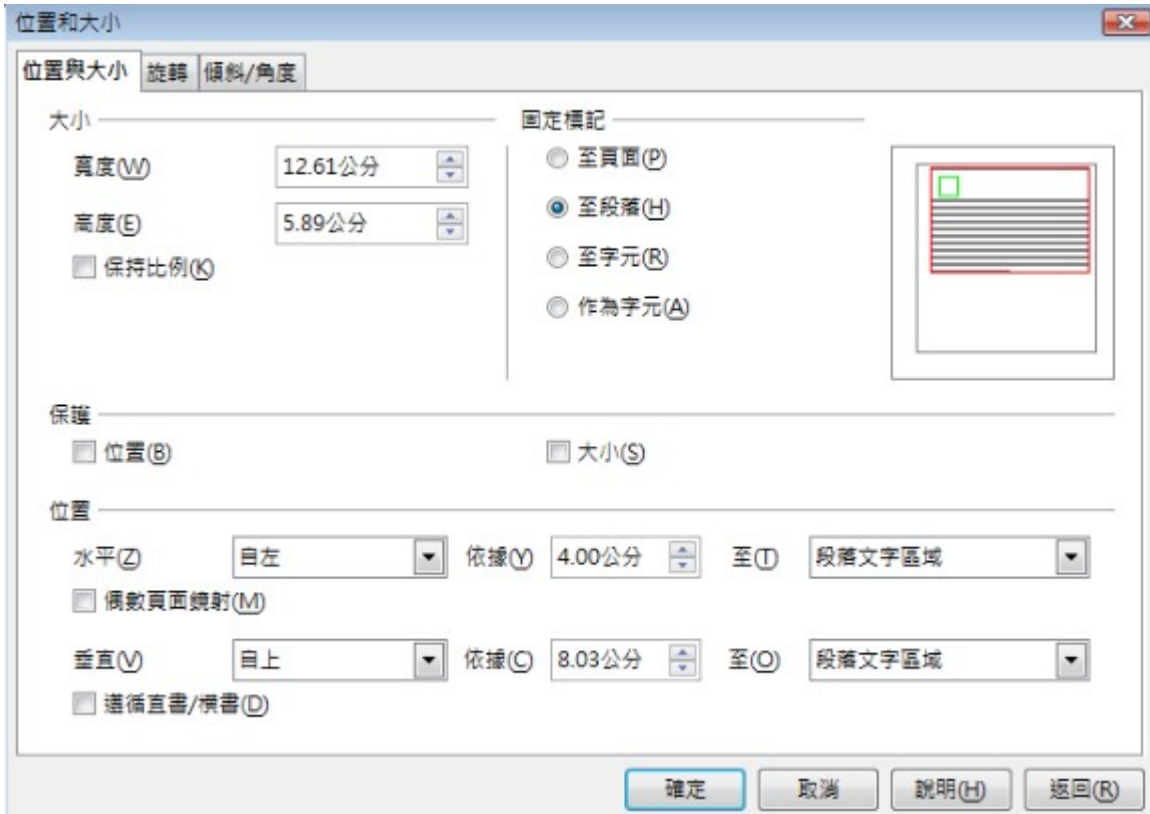 位置和大小
位置與大小 旋轉 傾斜/角度
大小
寬度(W) 12.61公分
高度(E) 5.89公分
保持比例(K)
固定標記
至頁面(P)
至段落(H)
至字元(R)
作為字元(A)
保護
位置(B) 大小(S)
位置
水平(Z) 自左 依據(Y) 4.00公分 至(T) 段落文字區域
偶數頁面鏡射(M)
垂直(V) 自上 依據(C) 8.03公分 至(O) 段落文字區域
遵循直書/橫書(D)
確定 取消 說明(H) 返回(R)